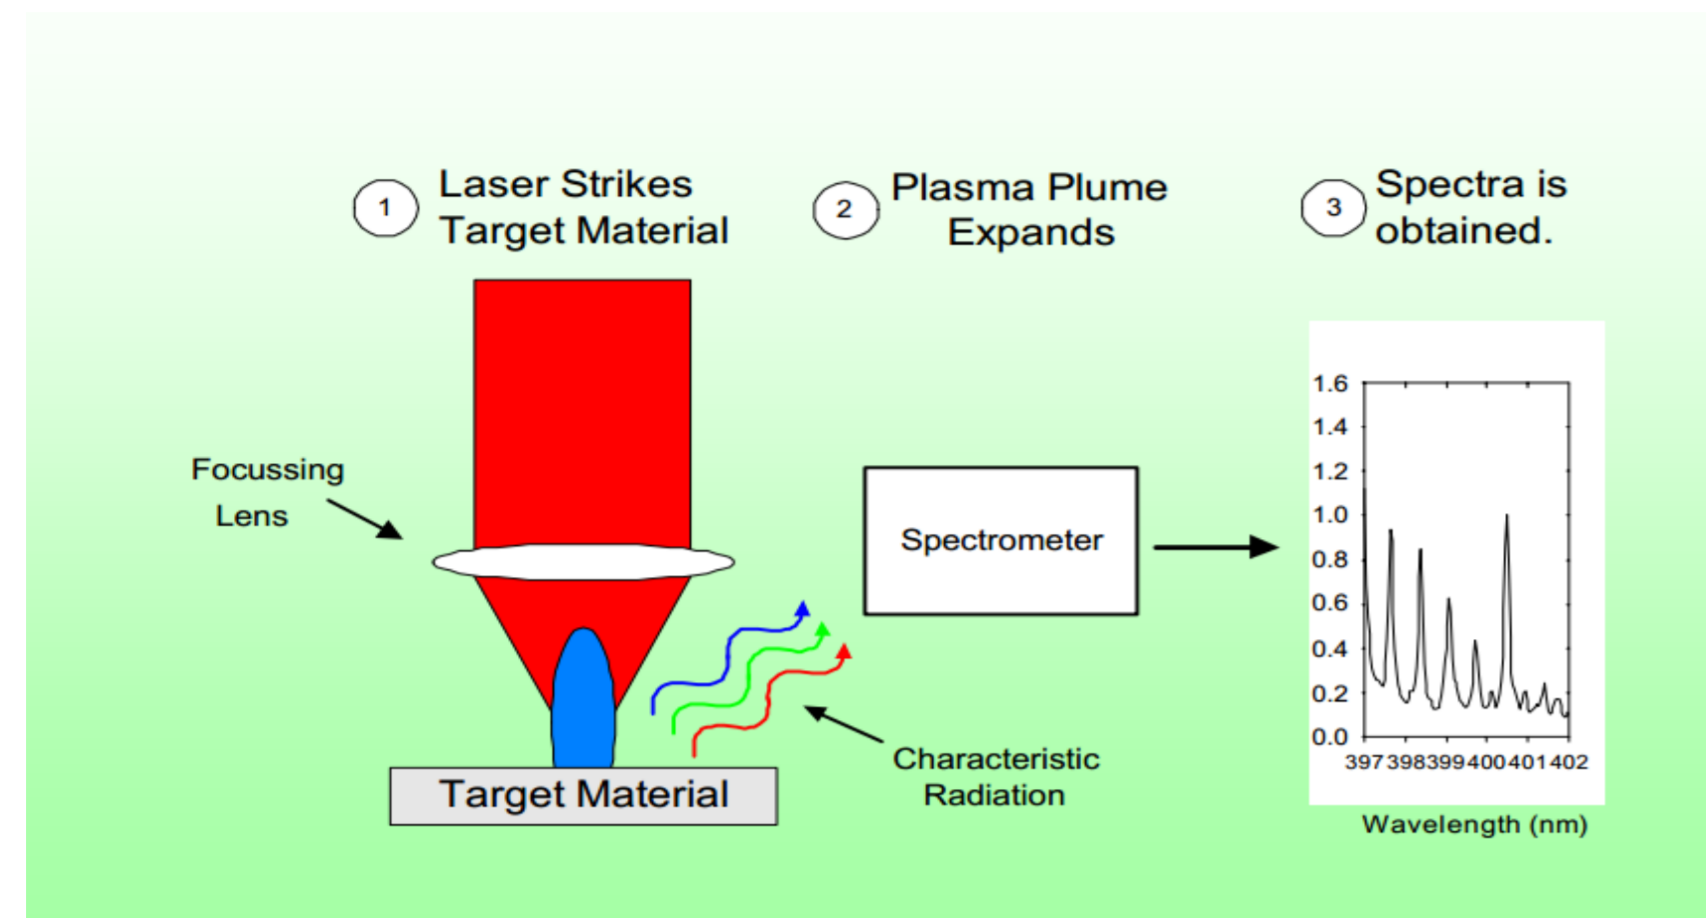 1
Laser Strikes
Target Material
2
Plasma Plume
Expands
3
Spectra is
obtained.
Focussing
Lens
Spectrometer
Characteristic
Radiation
Target Material
1.6
1.4
1.2
1.0
0.8
0.6
0.4
0.2
0.0
397 398 399 400 401 402
Wavelength (nm)